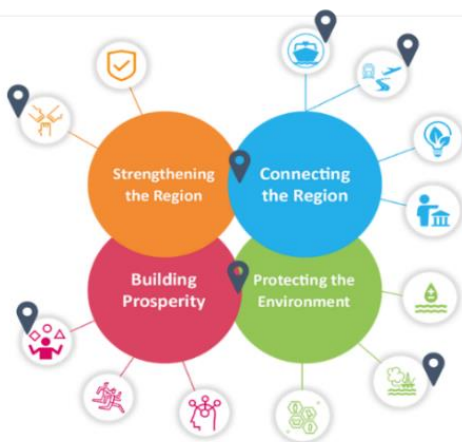 Strengthening
the Region
Connecting
the Region
Building
Prosperity
Protecting the
Environment